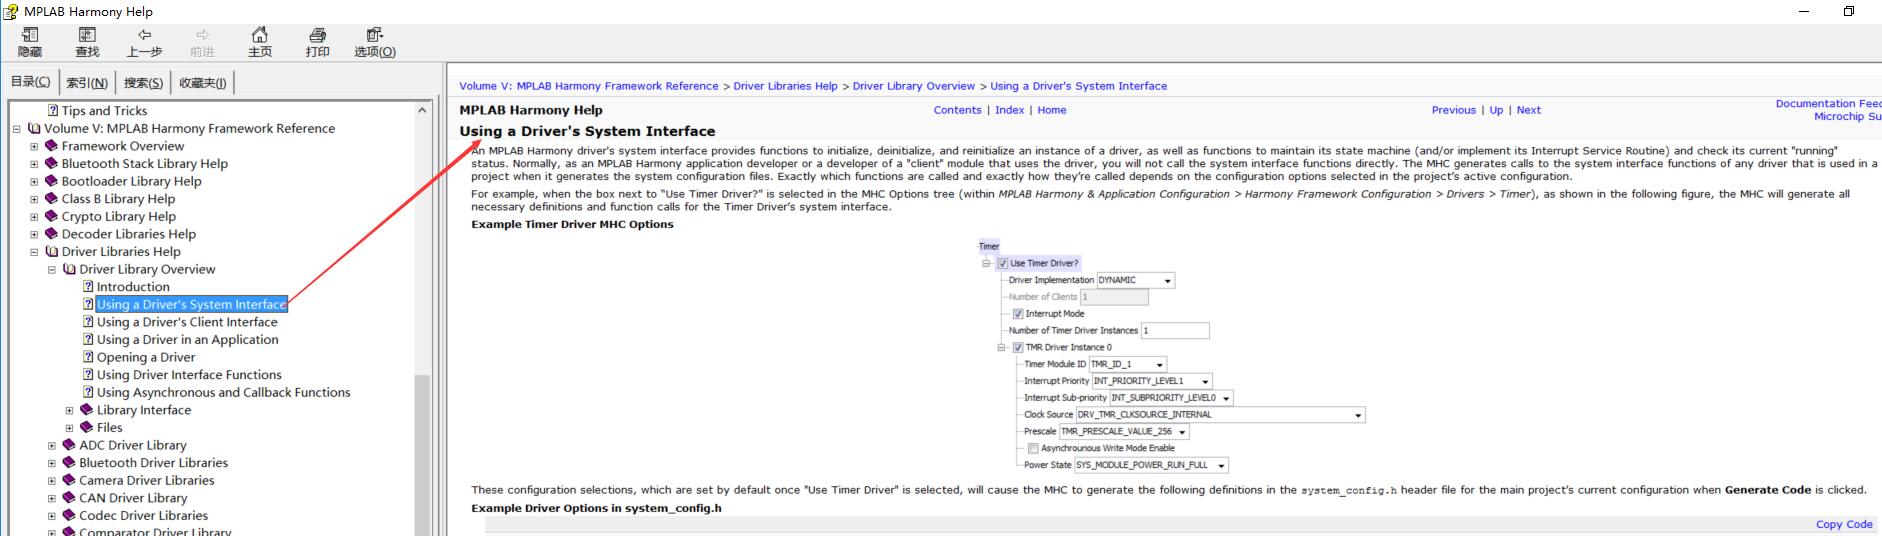 MPLAB Harmony Help
隐藏 查找 上一步 前进 主页 打印 选项(O)
目录(C) 索引(N) 搜索(S) 收藏夹(I)
Tips and Tricks
Volume V: MPLAB Harmony Framework Reference
Framework Overview
Bluetooth Stack Library Help
Bootloader Library Help
Class B Library Help
Crypto Library Help
Decoder Libraries Help
Driver Libraries Help
Driver Library Overview
Introduction
Using a Driver's System Interface
Using a Driver's Client Interface
Using a Driver in an Application
Opening a Driver
Using Driver Interface Functions
Using Asynchronous and Callback Functions
Library Interface
Files
ADC Driver Library
Bluetooth Driver Libraries
Camera Driver Libraries
CAN Driver Library
Codec Driver Libraries
Comparator Driver Library
Volume V: MPLAB Harmony Framework Reference > Driver Libraries Help > Driver Library Overview > Using a Driver's System Interface
MPLAB Harmony Help Contents | Index | Home Previous | Up | Next Documentation Feed
Microchip Su
Using a Driver's System Interface
An MPLAB Harmony driver's system interface provides functions to initialize, deinitialize, and reinitialize an instance of a driver, as well as functions to maintain its state machine (and/or implement its Interrupt Service Routine) and check its current "running"
status. Normally, as an MPLAB Harmony application developer or a developer of a "client" module that uses the driver, you will not call the system interface functions directly. The MHC generates calls to the system interface functions of any driver that is used in a
project when it generates the system configuration files. Exactly which functions are called and exactly how they're called depends on the configuration options selected in the project's active configuration.
For example, when the box next to "Use Timer Driver?" is selected in the MHC Options tree (within MPLAB Harmony & Application Configuration > Harmony Framework Configuration > Drivers > Timer), as shown in the following figure, the MHC will generate all
necessary definitions and function calls for the Timer Driver's system interface.
Example Timer Driver MHC Options
Timer
Use Timer Driver?
Driver Implementation DYNAMIC
Number of Clients 1
Interrupt Mode
Number of Timer Driver Instances 1
TMR Driver Instance 0
Timer Module ID TMR_ID_1
Interrupt Priority INT_PRIORITY_LEVEL1
Interrupt Sub-priority INT_SUBPRIORITY_LEVEL0
Clock Source DRV_TMR_CLKSOURCE_INTERNAL
Prescale TMR_PRESCALE_VALUE_256
Asynchrounous Write Mode Enable
Power State SYS_MODULE_POWER_RUN_FULL
These configuration selections, which are set by default once "Use Timer Driver" is selected, will cause the MHC to generate the following definitions in the system_config.h header file for the main project's current configuration when Generate Code is clicked.
Example Driver Options in system_config.h
Copy Code